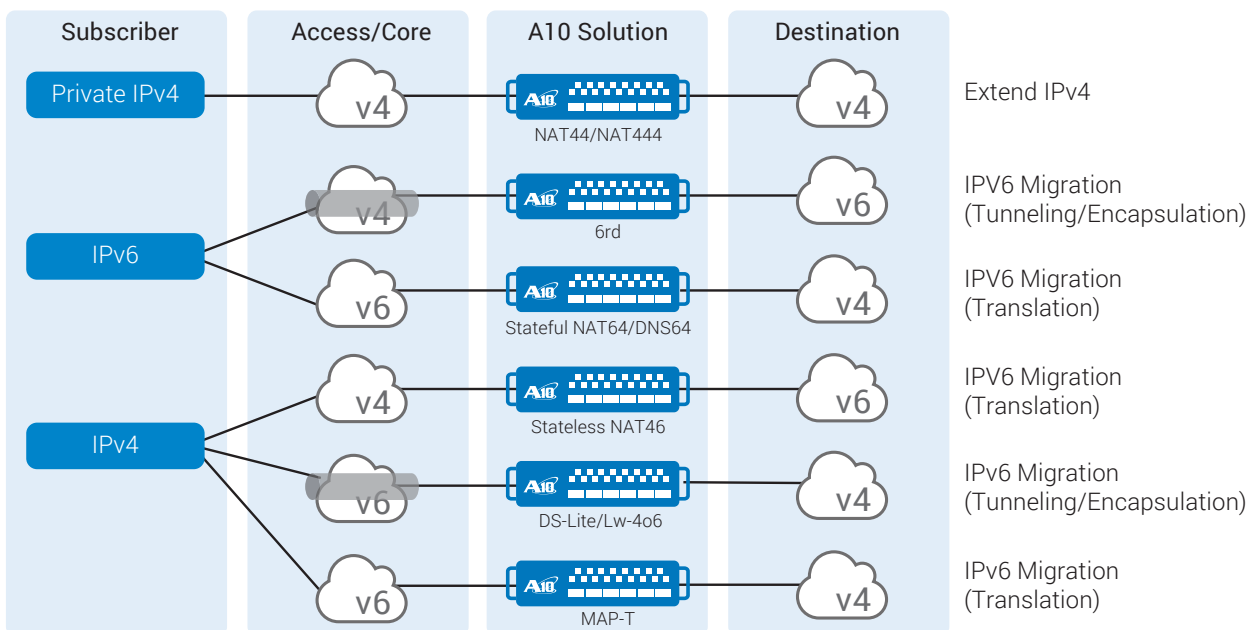 Subscriber
Access/Core
A10 Solution
Destination
Private IPv4
v4
A10
NAT44/NAT444
v4
Extend IPv4
IPv6
v4
A10
6rd
v6
IPV6 Migration
(Tunneling/Encapsulation)
v6
A10
Stateful NAT64/DNS64
v4
IPV6 Migration
(Translation)
IPv4
v4
A10
Stateless NAT46
v6
IPV6 Migration
(Translation)
v6
A10
DS-Lite/Lw-4o6
v4
IPv6 Migration
(Tunneling/Encapsulation)
v6
A10
MAP-T
v4
IPv6 Migration
(Translation)